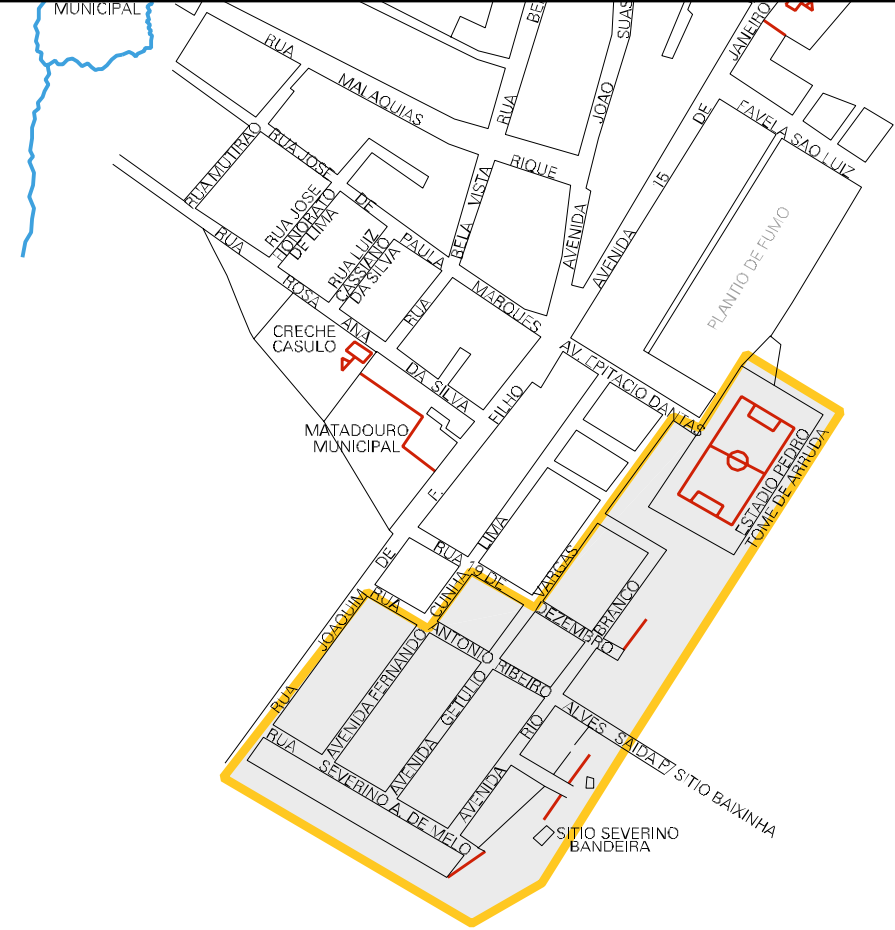 MUNICIPAL
RUA
MALAQUIAS
RUA
BE
JOAO
SUAS
JANEIRO
DE
15
AVENIDA
FAVELA SAO LUIZ
PLANTIO DE FUMO
RIQUE
AVENIDA
BELA VISTA
RUA MUTIRAO
RUA JOSE
DE
PAULA
MARQUES
RUA JOSE
HONORATO
DE LIMA
RUA LUIZ
CASSIANO
DA SILVA
RUA
RUA
ROSA
ANA
DA SILVA
CRECHE
CASULO
MATADOURO
MUNICIPAL
AV. EPITACIO DANTAS
FILHO
F.
DE
JOAQUIM
RUA
ESTADIO PEDRO
TOME DE ARRUDA
LIMA
CUNHA
RUA
19 DE
DEZEMBRO
VARGAS
BRANCO
RUA
ANTONIO
RIBEIRO
ALVES
SAIDA P/ SITIO BAIXINHA
AVENIDA FERNANDO
GETULIO
AVENIDA
RIO
AVENIDA
RUA
SEVERINO A. DE MELO
SITIO SEVERINO
BANDEIRA